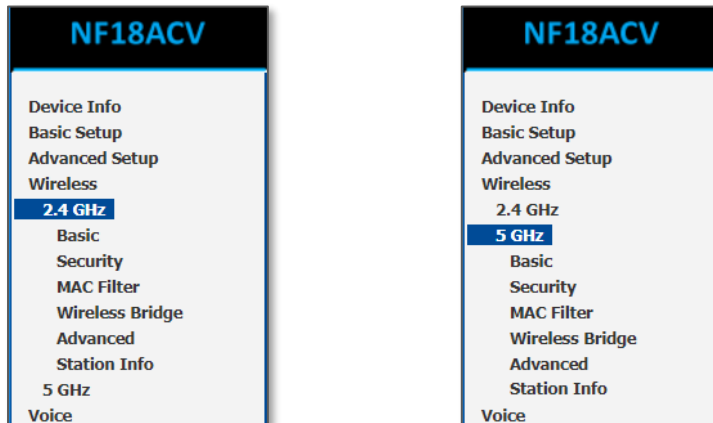 NF18ACV
Device Info
Basic Setup
Advanced Setup
Wireless
2.4 GHz
Basic
Security
MAC Filter
Wireless Bridge
Advanced
Station Info
5 GHz
Voice
NF18ACV
Device Info
Basic Setup
Advanced Setup
Wireless
2.4 GHz
5 GHz
Basic
Security
MAC Filter
Wireless Bridge
Advanced
Station Info
Voice